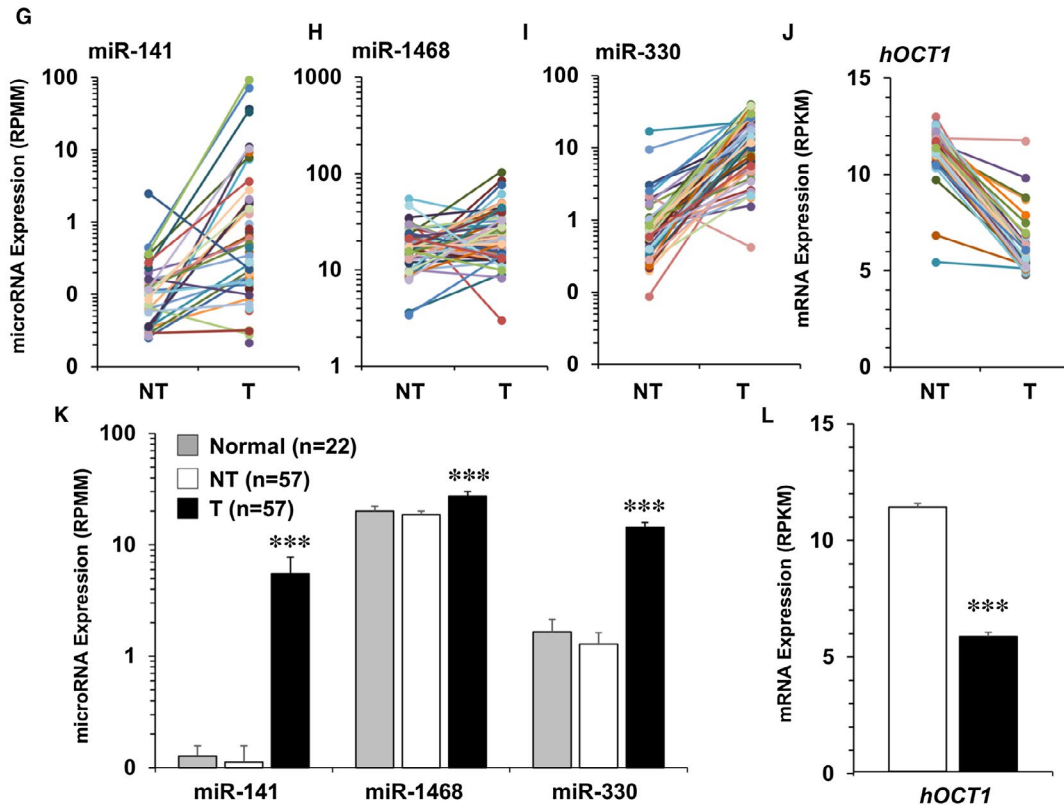 G
H
I
J
miR-141
miR-1468
miR-330
hOCT1
microRNA Expression (RPMM)
100
10
1
0
0
NT
T
1000
100
10
1
NT
T
100
10
1
0
0
NT
T
mRNA Expression (RPKM)
15
10
5
0
NT
T
K
microRNA Expression (RPMM)
100
10
1
0
Normal (n=22)
NT (n=57)
T (n=57)
***
***
***
miR-141
miR-1468
miR-330
L
mRNA Expression (RPKM)
15
10
5
0
***
hOCT1